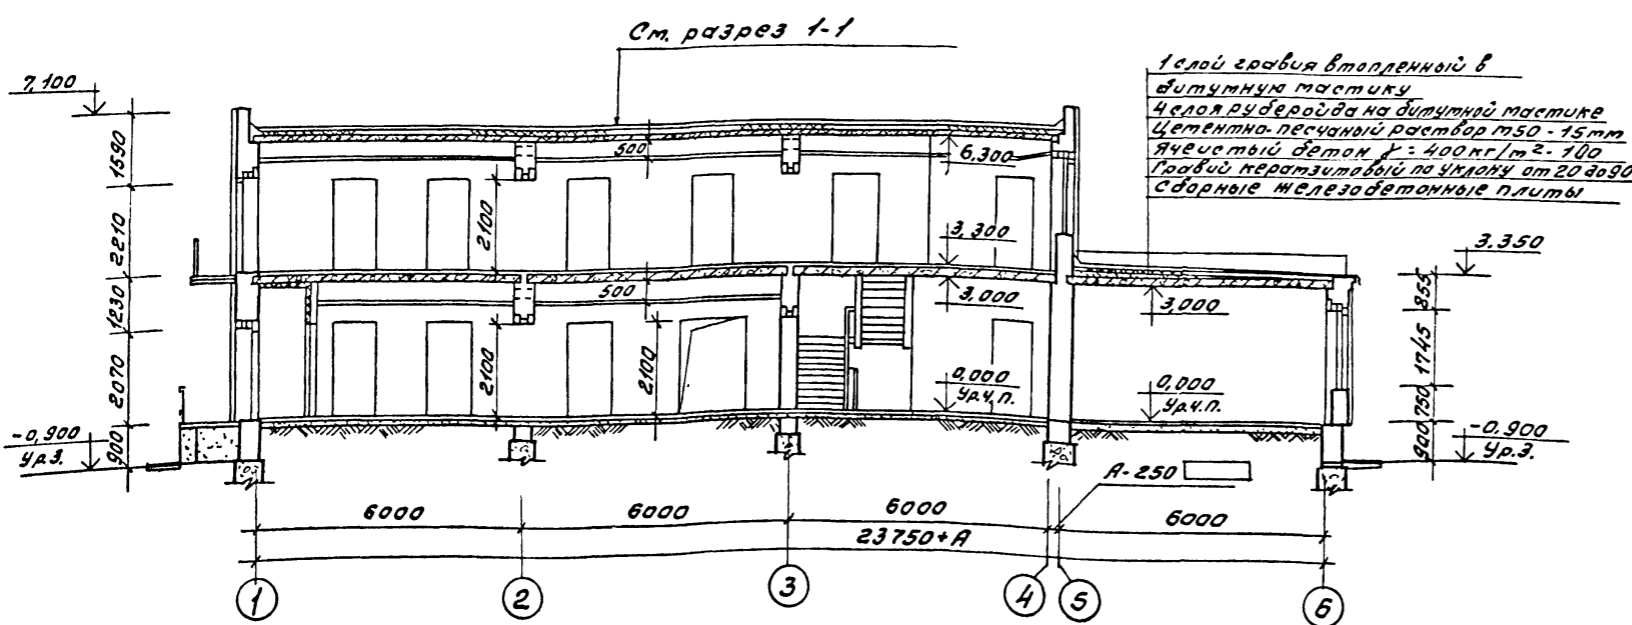 См. разрез 1-1
1 слой гравия втопленный в
битумную мастику
4 слоя рубероида на битумной мастике
Цементно-песчаный раствор м50 - 15мм
Ячеистый бетон γ = 400 кг/м2 - 100
Гравий керамзитовый по уклону от 20 до 90
Сборные железобетонные плиты
7,100
1590
2210
1230
2070
900
-0,900
Ур.З.
500
6,300
2100
3,300
3,350
500
3,000
3,000
855
1745
750
900
2100
2100
0,000
Ур.ч.п.
0,000
Ур.ч.п.
-0,900
Ур.З.
А-250
6000
6000
6000
6000
23750+А
1
2
3
4
5
6